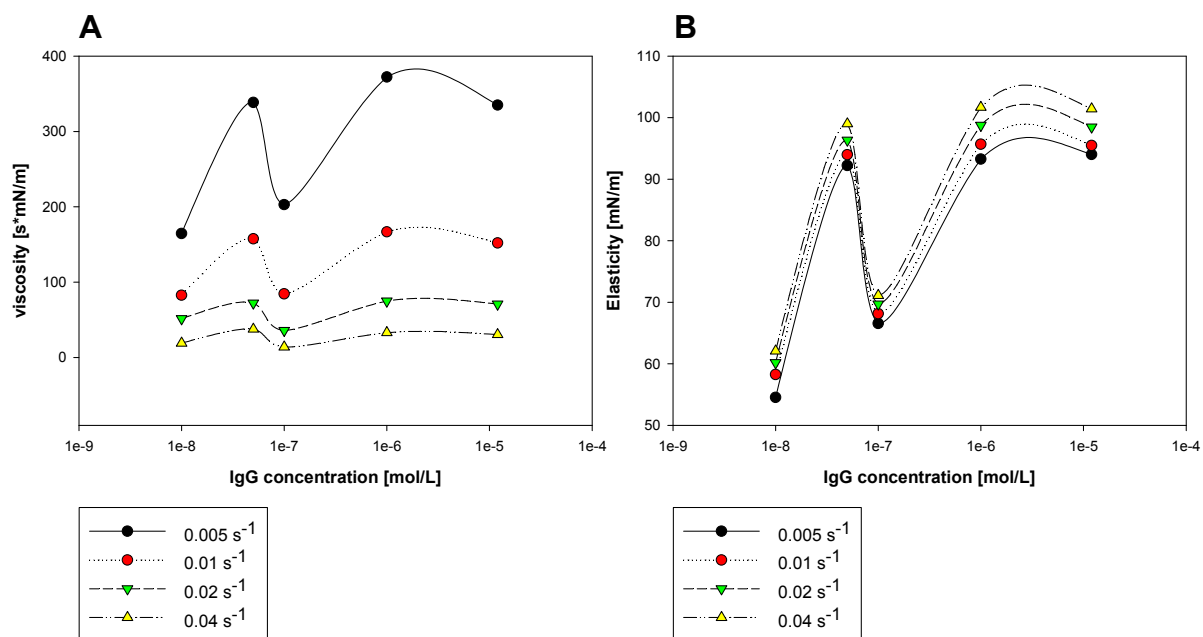 A
viscosity [s*mN/m]
400
300
200
100
0
1e-9 1e-8 1e-7 1e-6 1e-5 1e-4
IgG concentration [mol/L]
0.005 s-1
0.01 s-1
0.02 s-1
0.04 s-1
B
Elasticity [mN/m]
110
100
90
80
70
60
50
1e-9 1e-8 1e-7 1e-6 1e-5 1e-4
IgG concentration [mol/L]
0.005 s-1
0.01 s-1
0.02 s-1
0.04 s-1